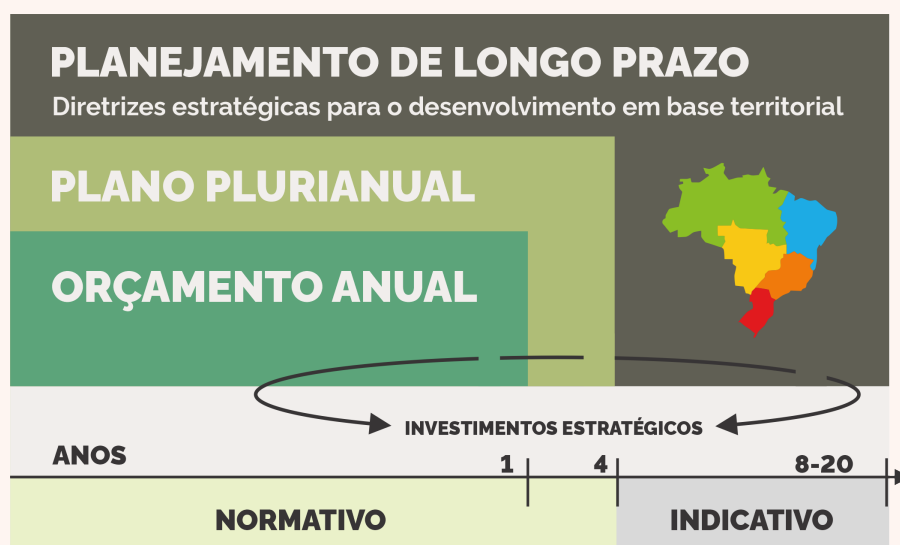 PLANEJAMENTO DE LONGO PRAZO
Diretrizes estratégicas para o desenvolvimento em base territorial
PLANO PLURIANUAL
ORÇAMENTO ANUAL
INVESTIMENTOS ESTRATÉGICOS
ANOS 1 4 8-20
NORMATIVO INDICATIVO